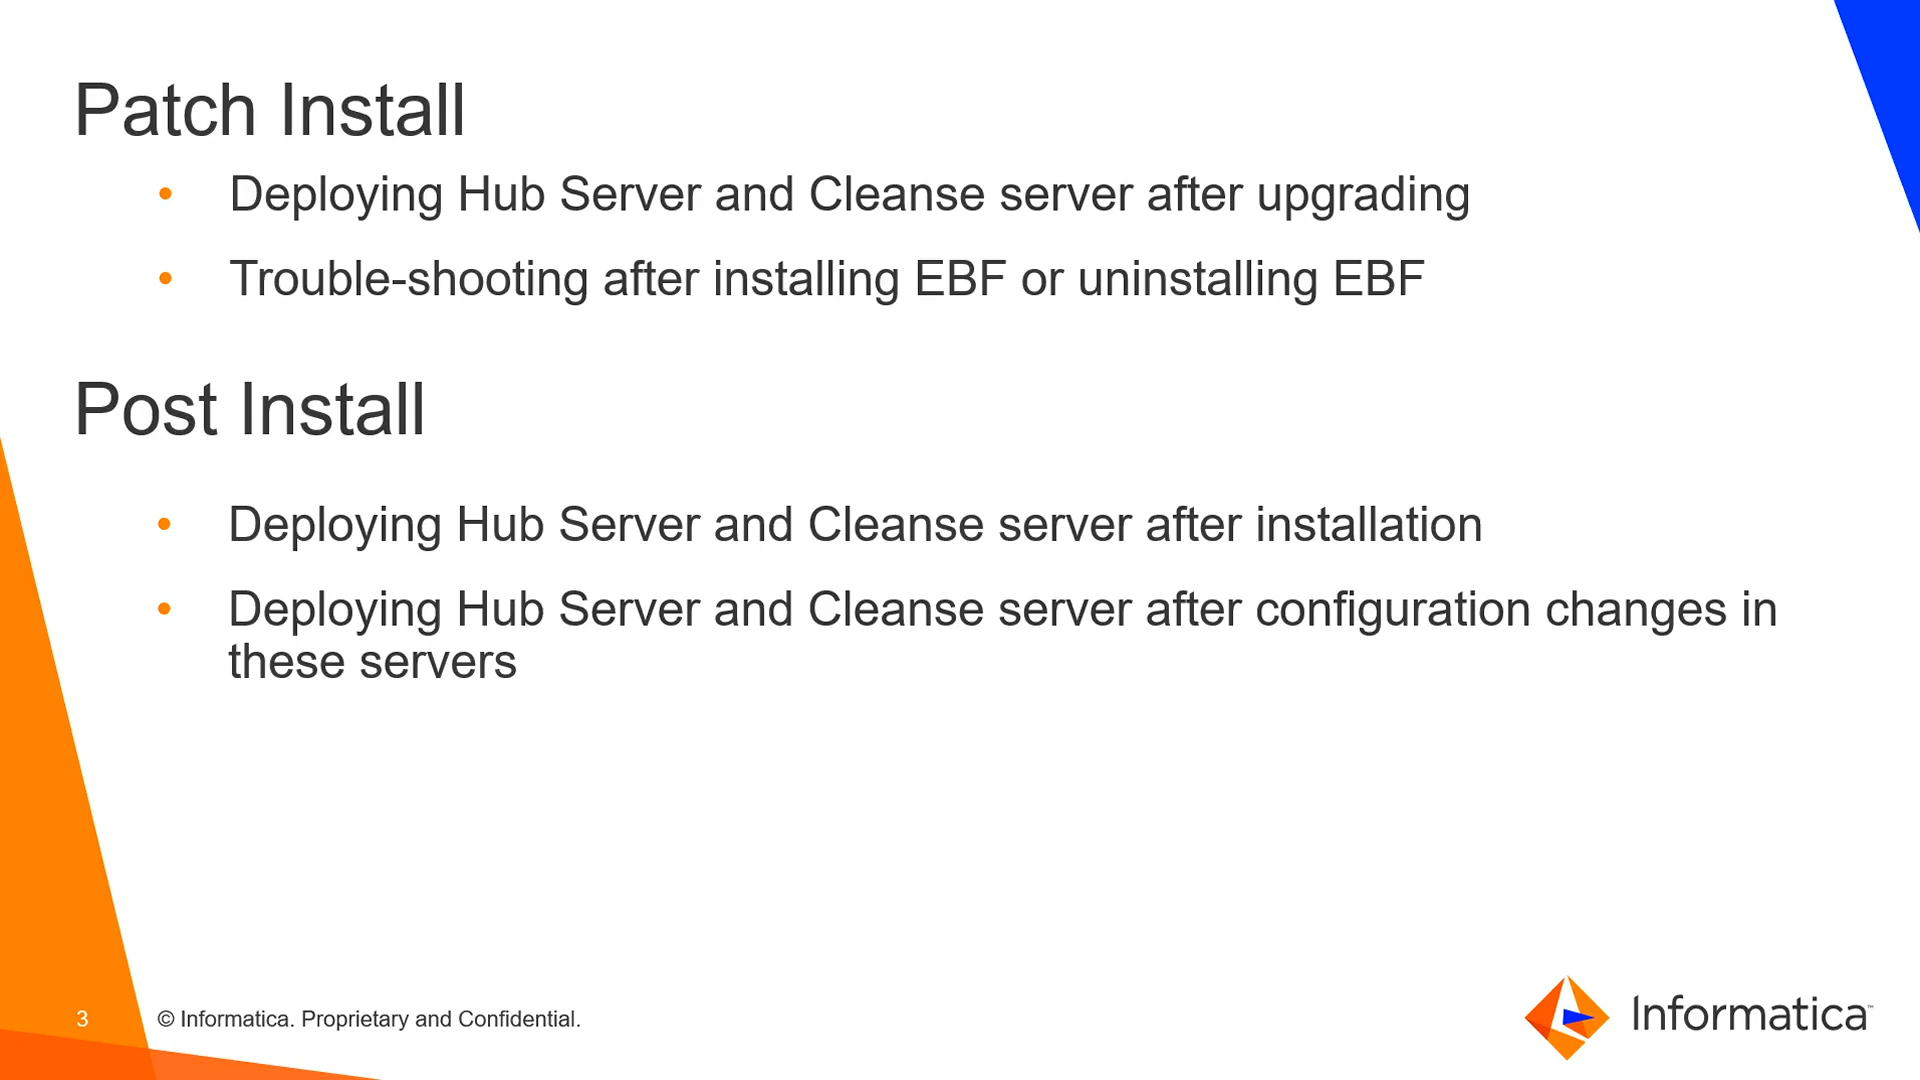 Patch Install
• Deploying Hub Server and Cleanse server after upgrading
• Trouble-shooting after installing EBF or uninstalling EBF
Post Install
• Deploying Hub Server and Cleanse server after installation
• Deploying Hub Server and Cleanse server after configuration changes in
these servers
3
© Informatica. Proprietary and Confidential.
Informatica™